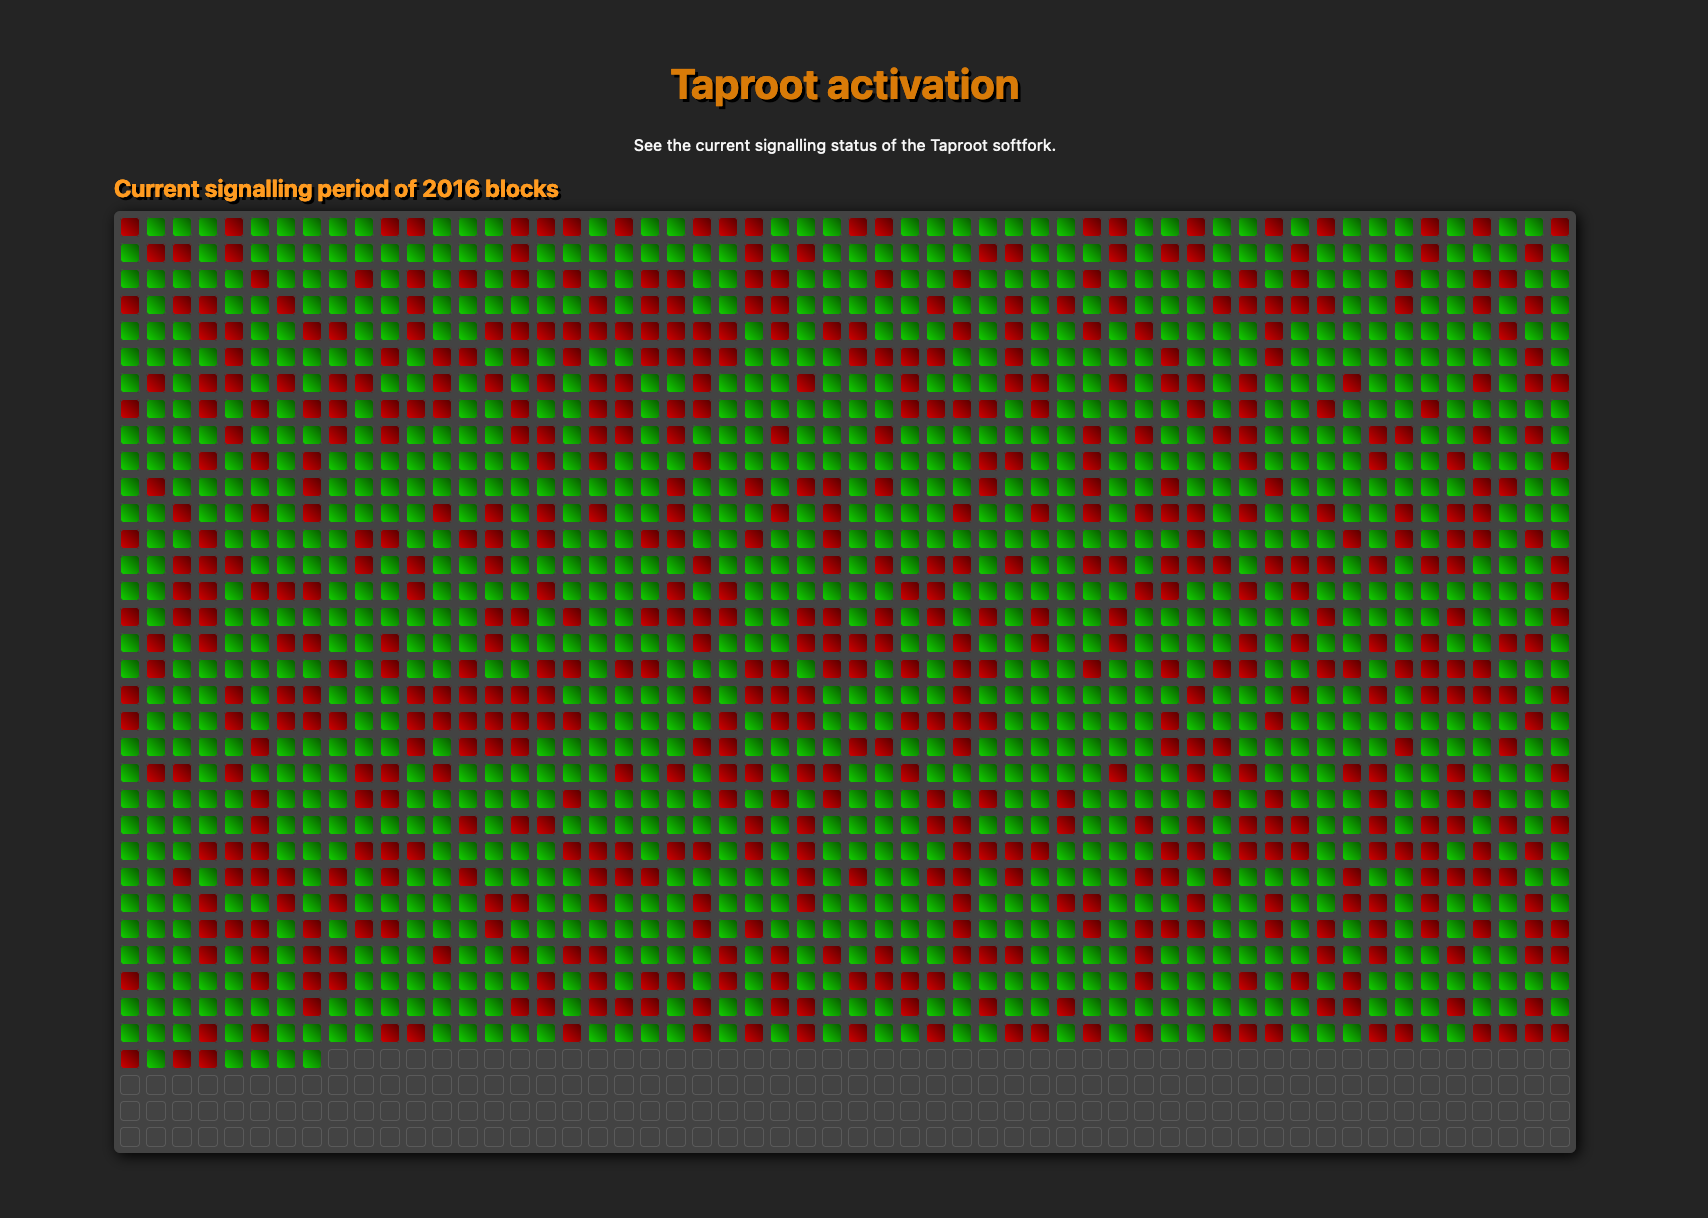 Taproot activation
See the current signalling status of the Taproot softfork.
Current signalling period of 2016 blocks